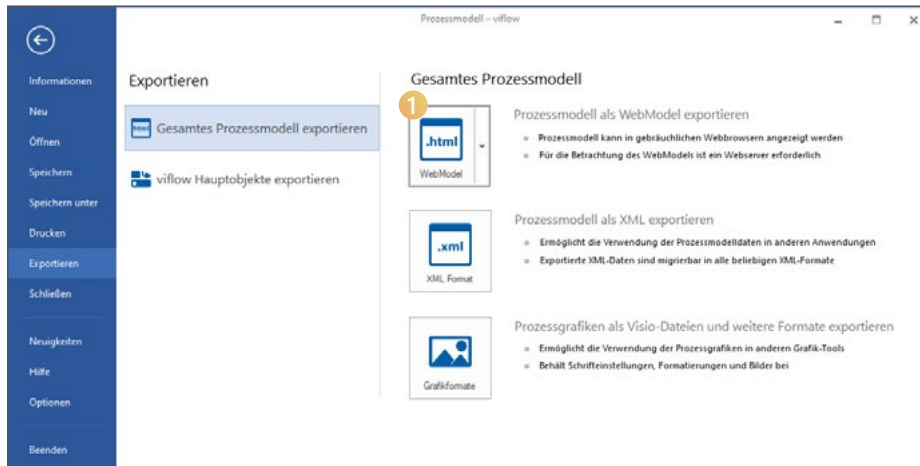 Prozessmodell – viflow
Informationen
Neu
Öffnen
Speichern
Speichern unter
Drucken
Exportieren
Schließen
Neuigkeiten
Hilfe
Optionen
Beenden
Exportieren
html
Gesamtes Prozessmodell exportieren
viflow Hauptobjekte exportieren
Gesamtes Prozessmodell
1
.html
WebModel
Prozessmodell als WebModel exportieren
Prozessmodell kann in gebräuchlichen Webbrowsern angezeigt werden
Für die Betrachtung des WebModels ist ein Webserver erforderlich
.xml
XML Format
Prozessmodell als XML exportieren
Ermöglicht die Verwendung der Prozessmodelldaten in anderen Anwendungen
Exportierte XML-Daten sind migrierbar in alle beliebigen XML-Formate
Grafikformate
Prozessgrafiken als Visio-Dateien und weitere Formate exportieren
Ermöglicht die Verwendung der Prozessgrafiken in anderen Grafik-Tools
Behält Schrifteinstellungen, Formatierungen und Bilder bei